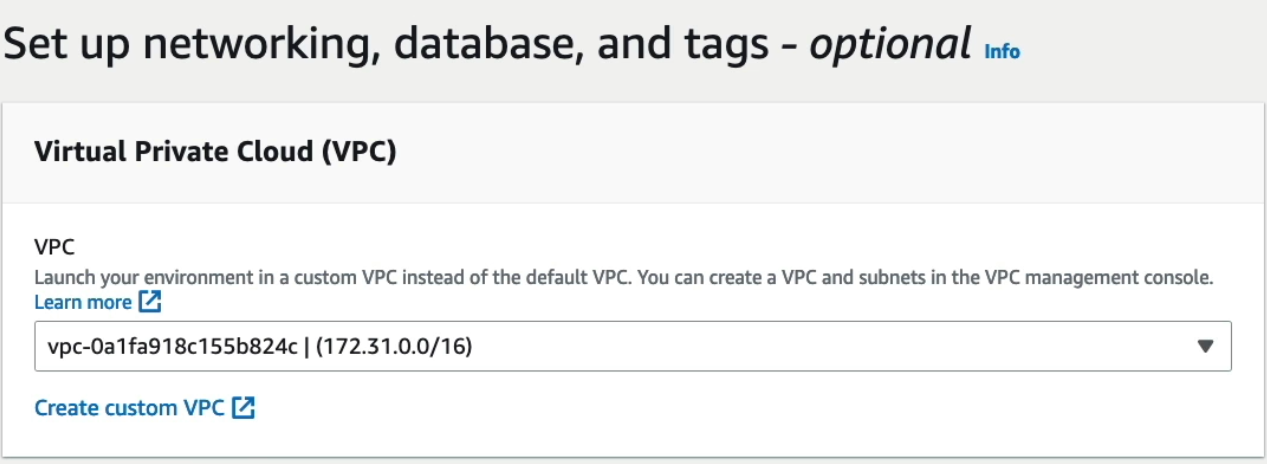 Set up networking, database, and tags - optional Info
Virtual Private Cloud (VPC)
VPC
Launch your environment in a custom VPC instead of the default VPC. You can create a VPC and subnets in the VPC management console.
Learn more
vpc-0a1fa918c155b824c | (172.31.0.0/16)
Create custom VPC